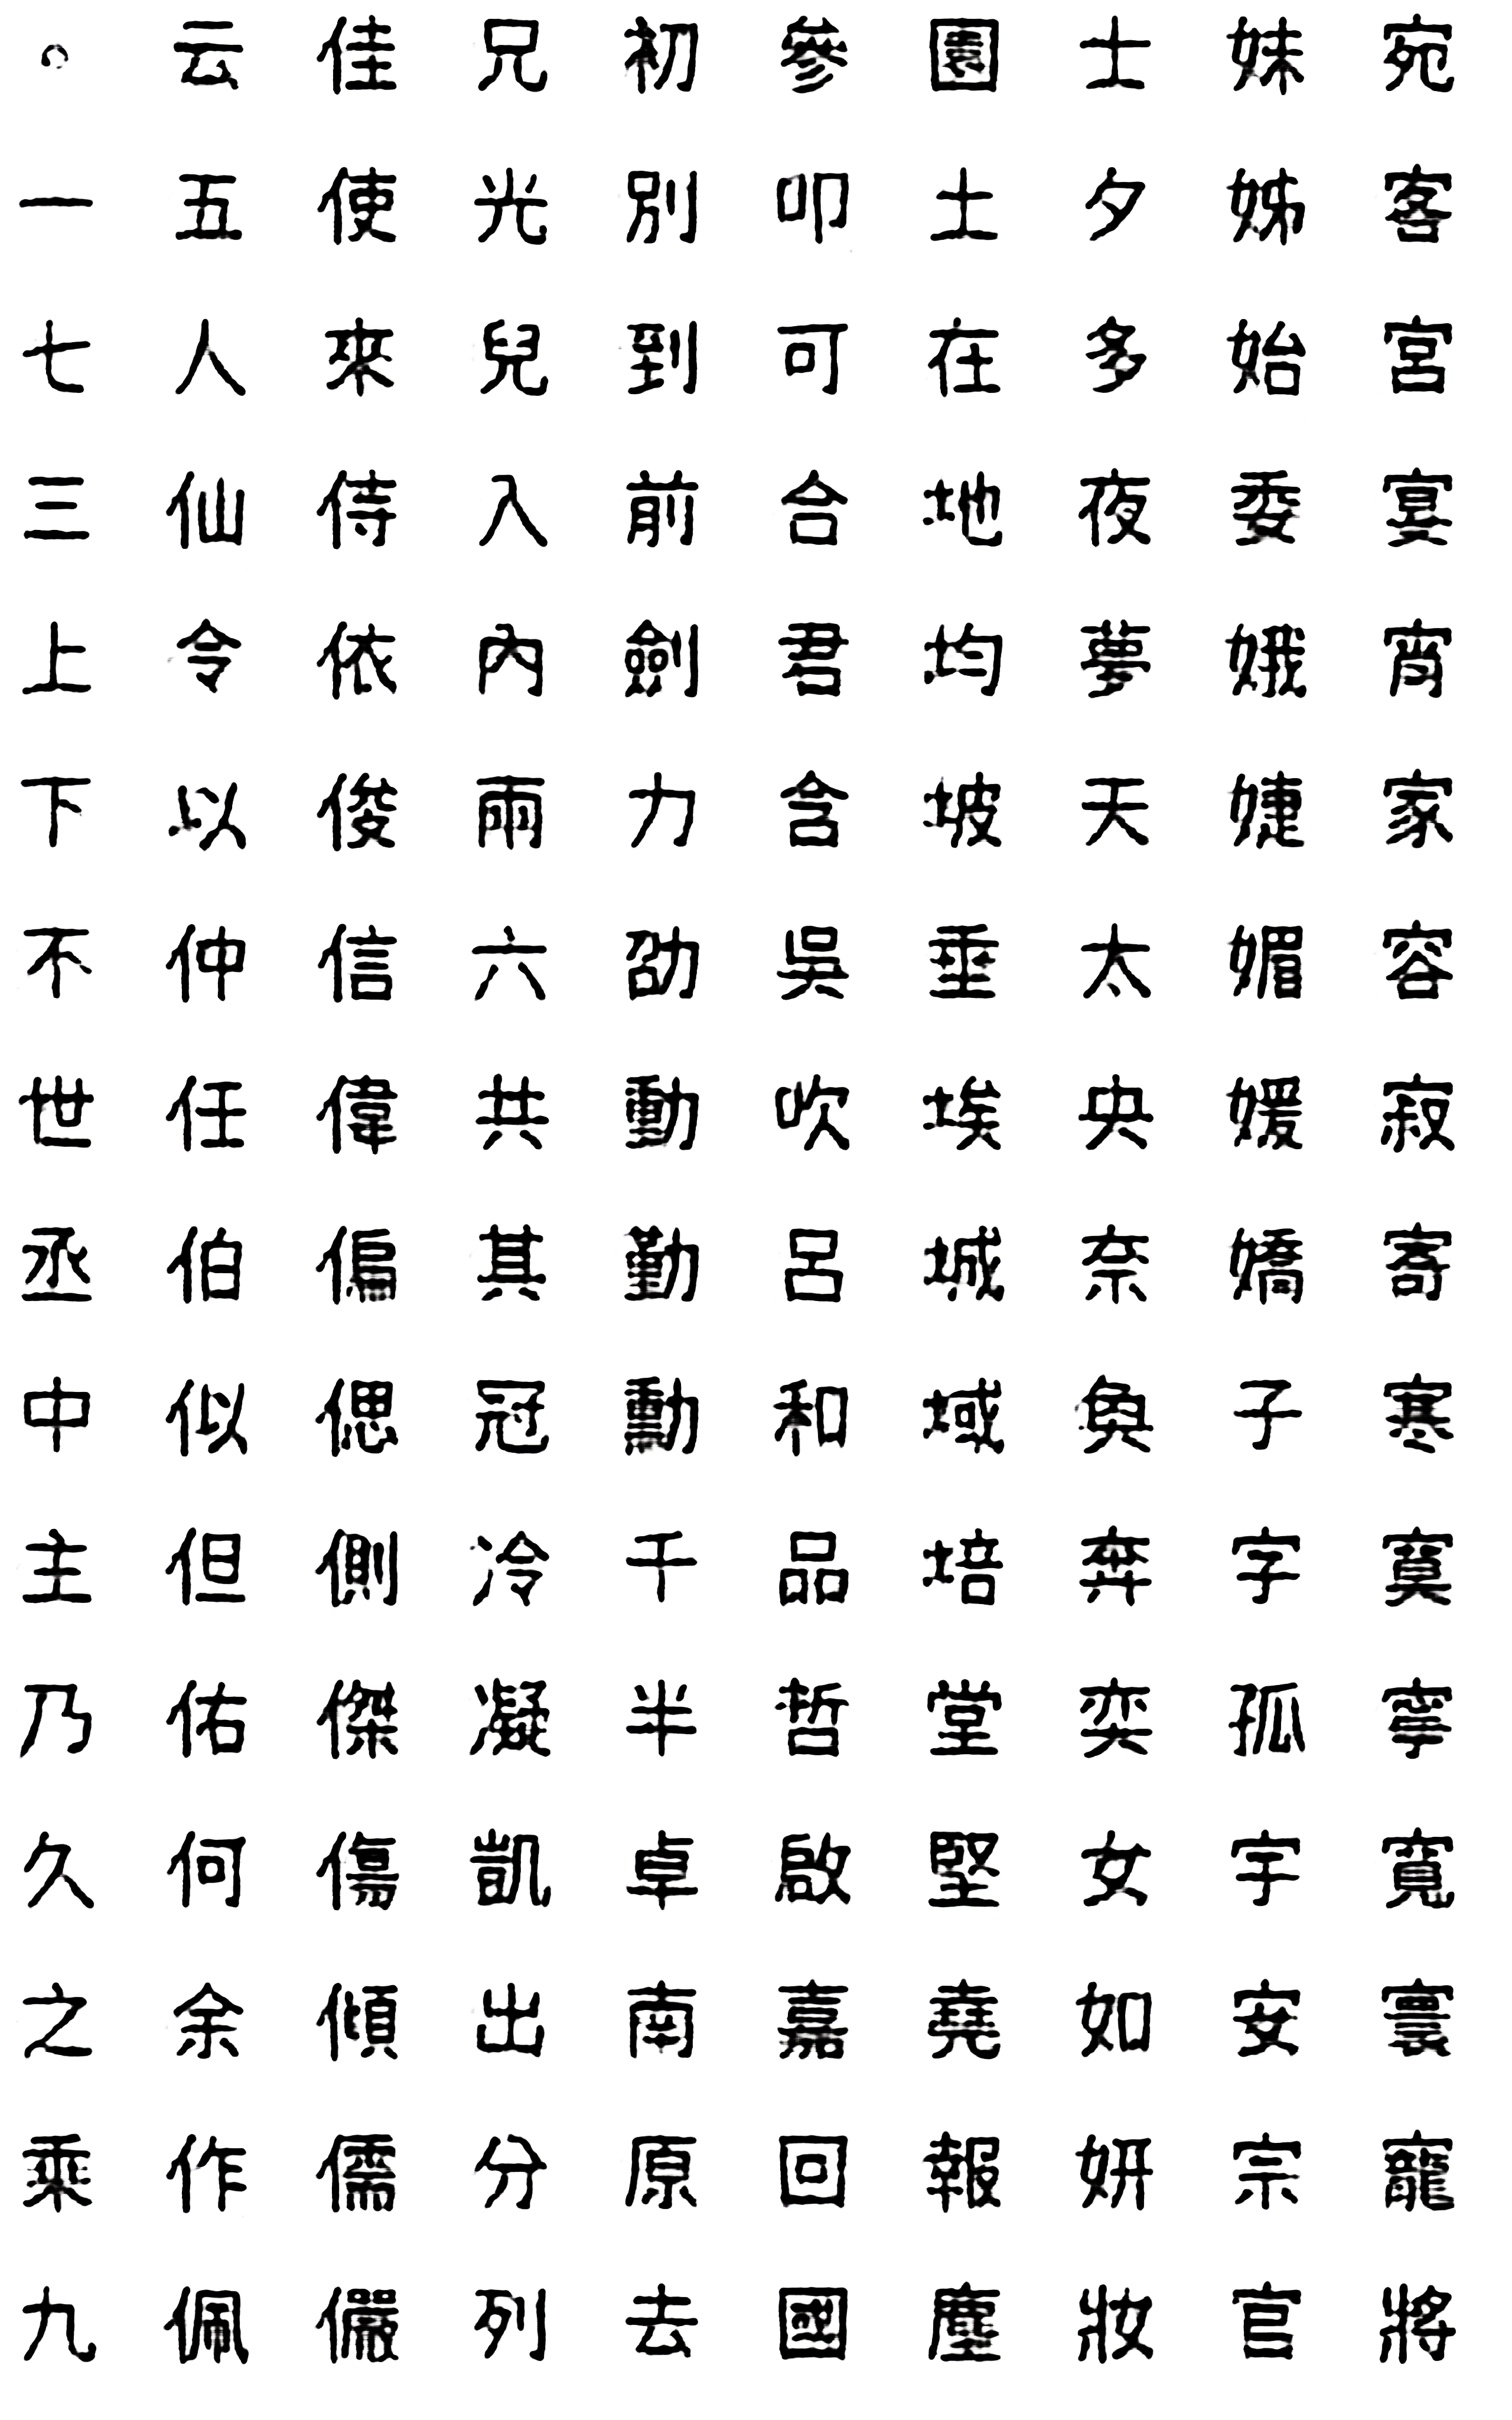 。一七三上下不世丞中主乃久之乘九
云五人仙令以仲任伯似但佑何余作佩
佳使來侍依俊信偉偏偲側傑傷傾儒儼
兄光兒入內兩六共其冠冷凝凱出分列
初別到前劍力劭動勤勳千半卓南原去
參叩可合君含吳吹呂和品哲啟嘉回國
園土在地均坡垂埃城域培堂堅堯報塵
士夕多夜夢天太央奈奐奔奕女如妍妝
妹姊始委娥婕媚媛嬌子字孤宇安宗官
宛客宮宴宵家容寂寄寒寞寧寬寰寵將